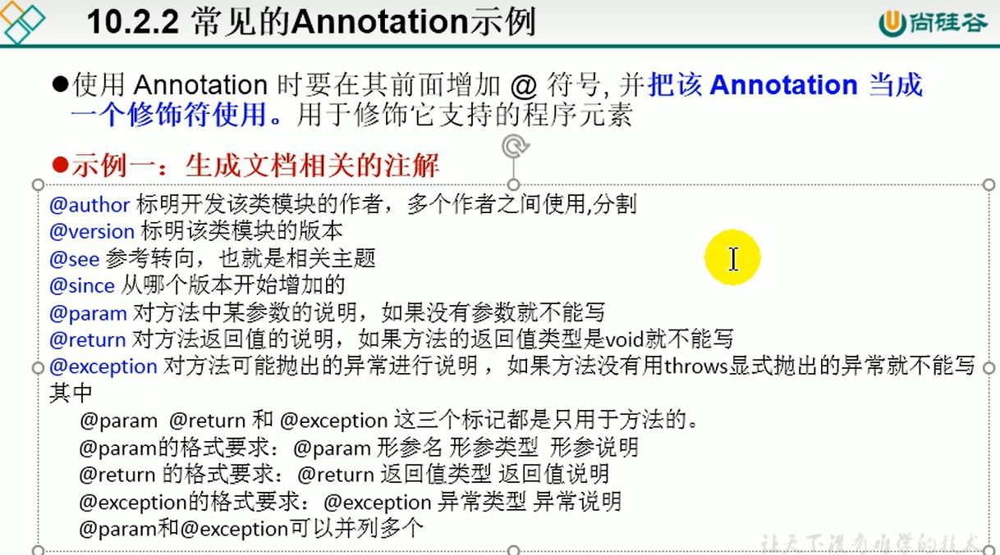 10.2.2 常见的Annotation示例
尚硅谷
●使用 Annotation 时要在其前面增加 @ 符号, 并把该 Annotation 当成
一个修饰符使用。用于修饰它支持的程序元素
●示例一：生成文档相关的注解
@author 标明开发该类模块的作者，多个作者之间使用,分割
@version 标明该类模块的版本
@see 参考转向，也就是相关主题
@since 从哪个版本开始增加的
@param 对方法中某参数的说明，如果没有参数就不能写
@return 对方法返回值的说明，如果方法的返回值类型是void就不能写
@exception 对方法可能抛出的异常进行说明 ，如果方法没有用throws显式抛出的异常就不能写
其中
@param @return 和 @exception 这三个标记都是只用于方法的。
@param的格式要求：@param 形参名 形参类型 形参说明
@return 的格式要求：@return 返回值类型 返回值说明
@exception的格式要求：@exception 异常类型 异常说明
@param和@exception可以并列多个
让天下没有难学的技术